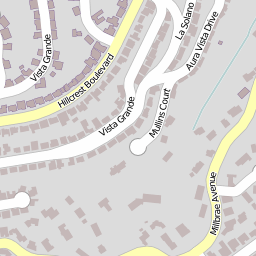 La Solano
Vista Grande
Aura Vista Drive
Hillcrest Boulevard
Vista Grande
Mullins Court
Millbrae Avenue